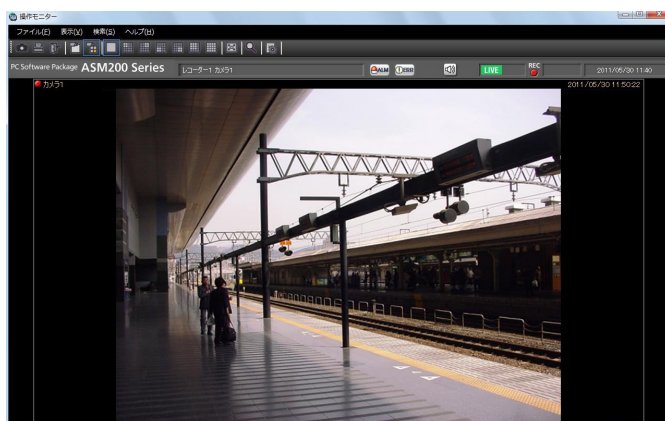 操作モニター
ファイル(F) 表示(V) 検索(S) ヘルプ(H)
PC Software Package ASM200 Series レコーダー1 カメラ1 ALM ERR LIVE REC 2011/05/30 11:40
カメラ1 2011/05/30 11:50:22